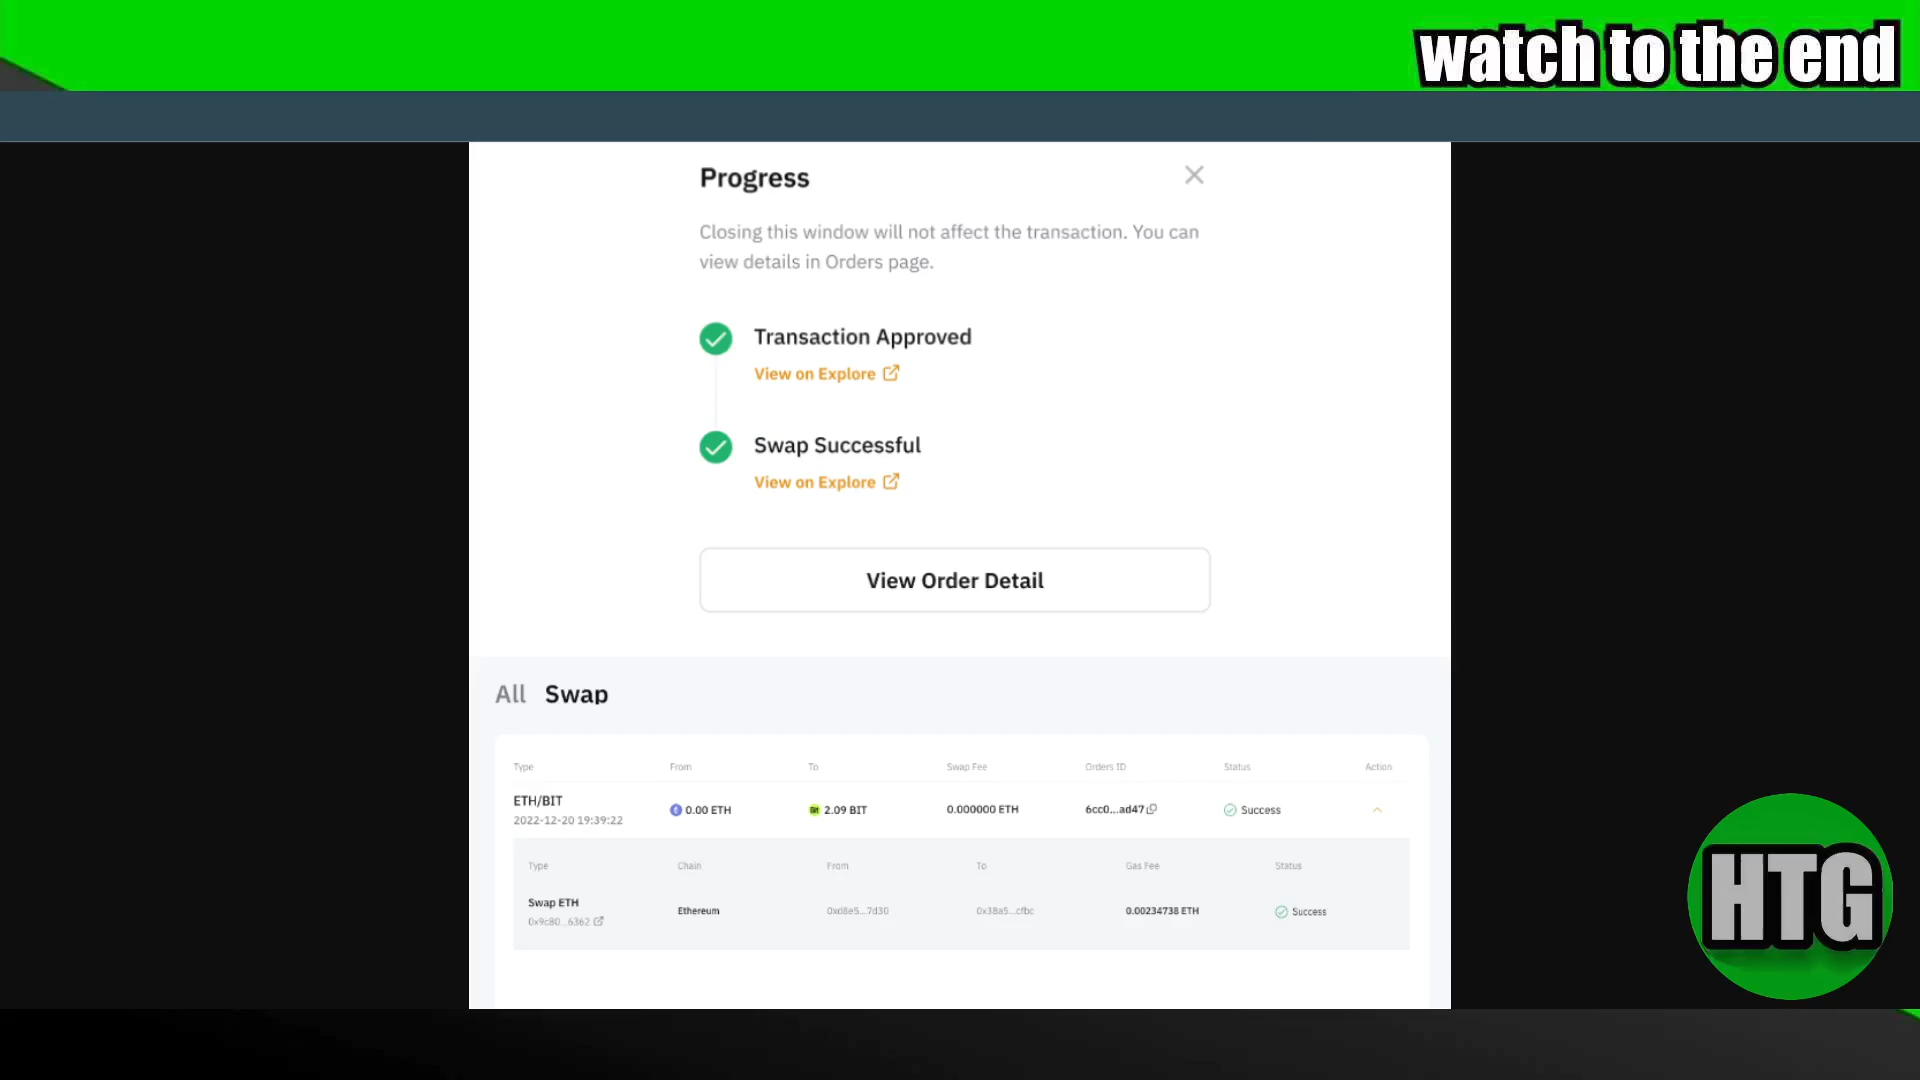 watch to the end
Progress
Closing this window will not affect the transaction. You can
view details in Orders page.
Transaction Approved
View on Explore
Swap Successful
View on Explore
View Order Detail
All Swap
Type From To Swap Fee Orders ID Status Action
ETH/BIT 0.00 ETH 2.09 BIT 0.000000 ETH 6cc0...ad47 Success
2022-12-20 19:39:22
Type Chain From To Gas Fee Status
Swap ETH Ethereum 0xd8e5...7d30 0x38a5...cfbc 0.00234738 ETH Success
0x9c80...6362
HTG